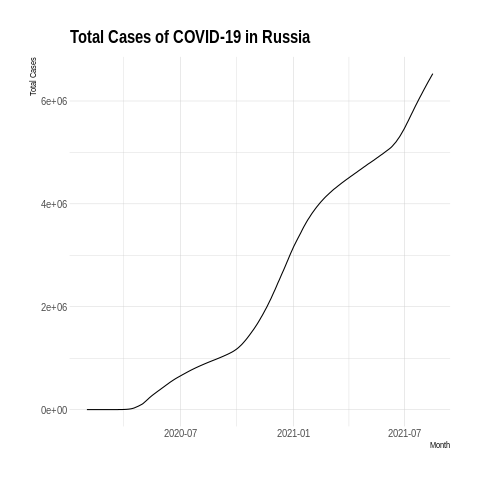 Total Cases of COVID-19 in Russia
Total Cases
6e+06
4e+06
2e+06
0e+00
2020-07
2021-01
2021-07
Month